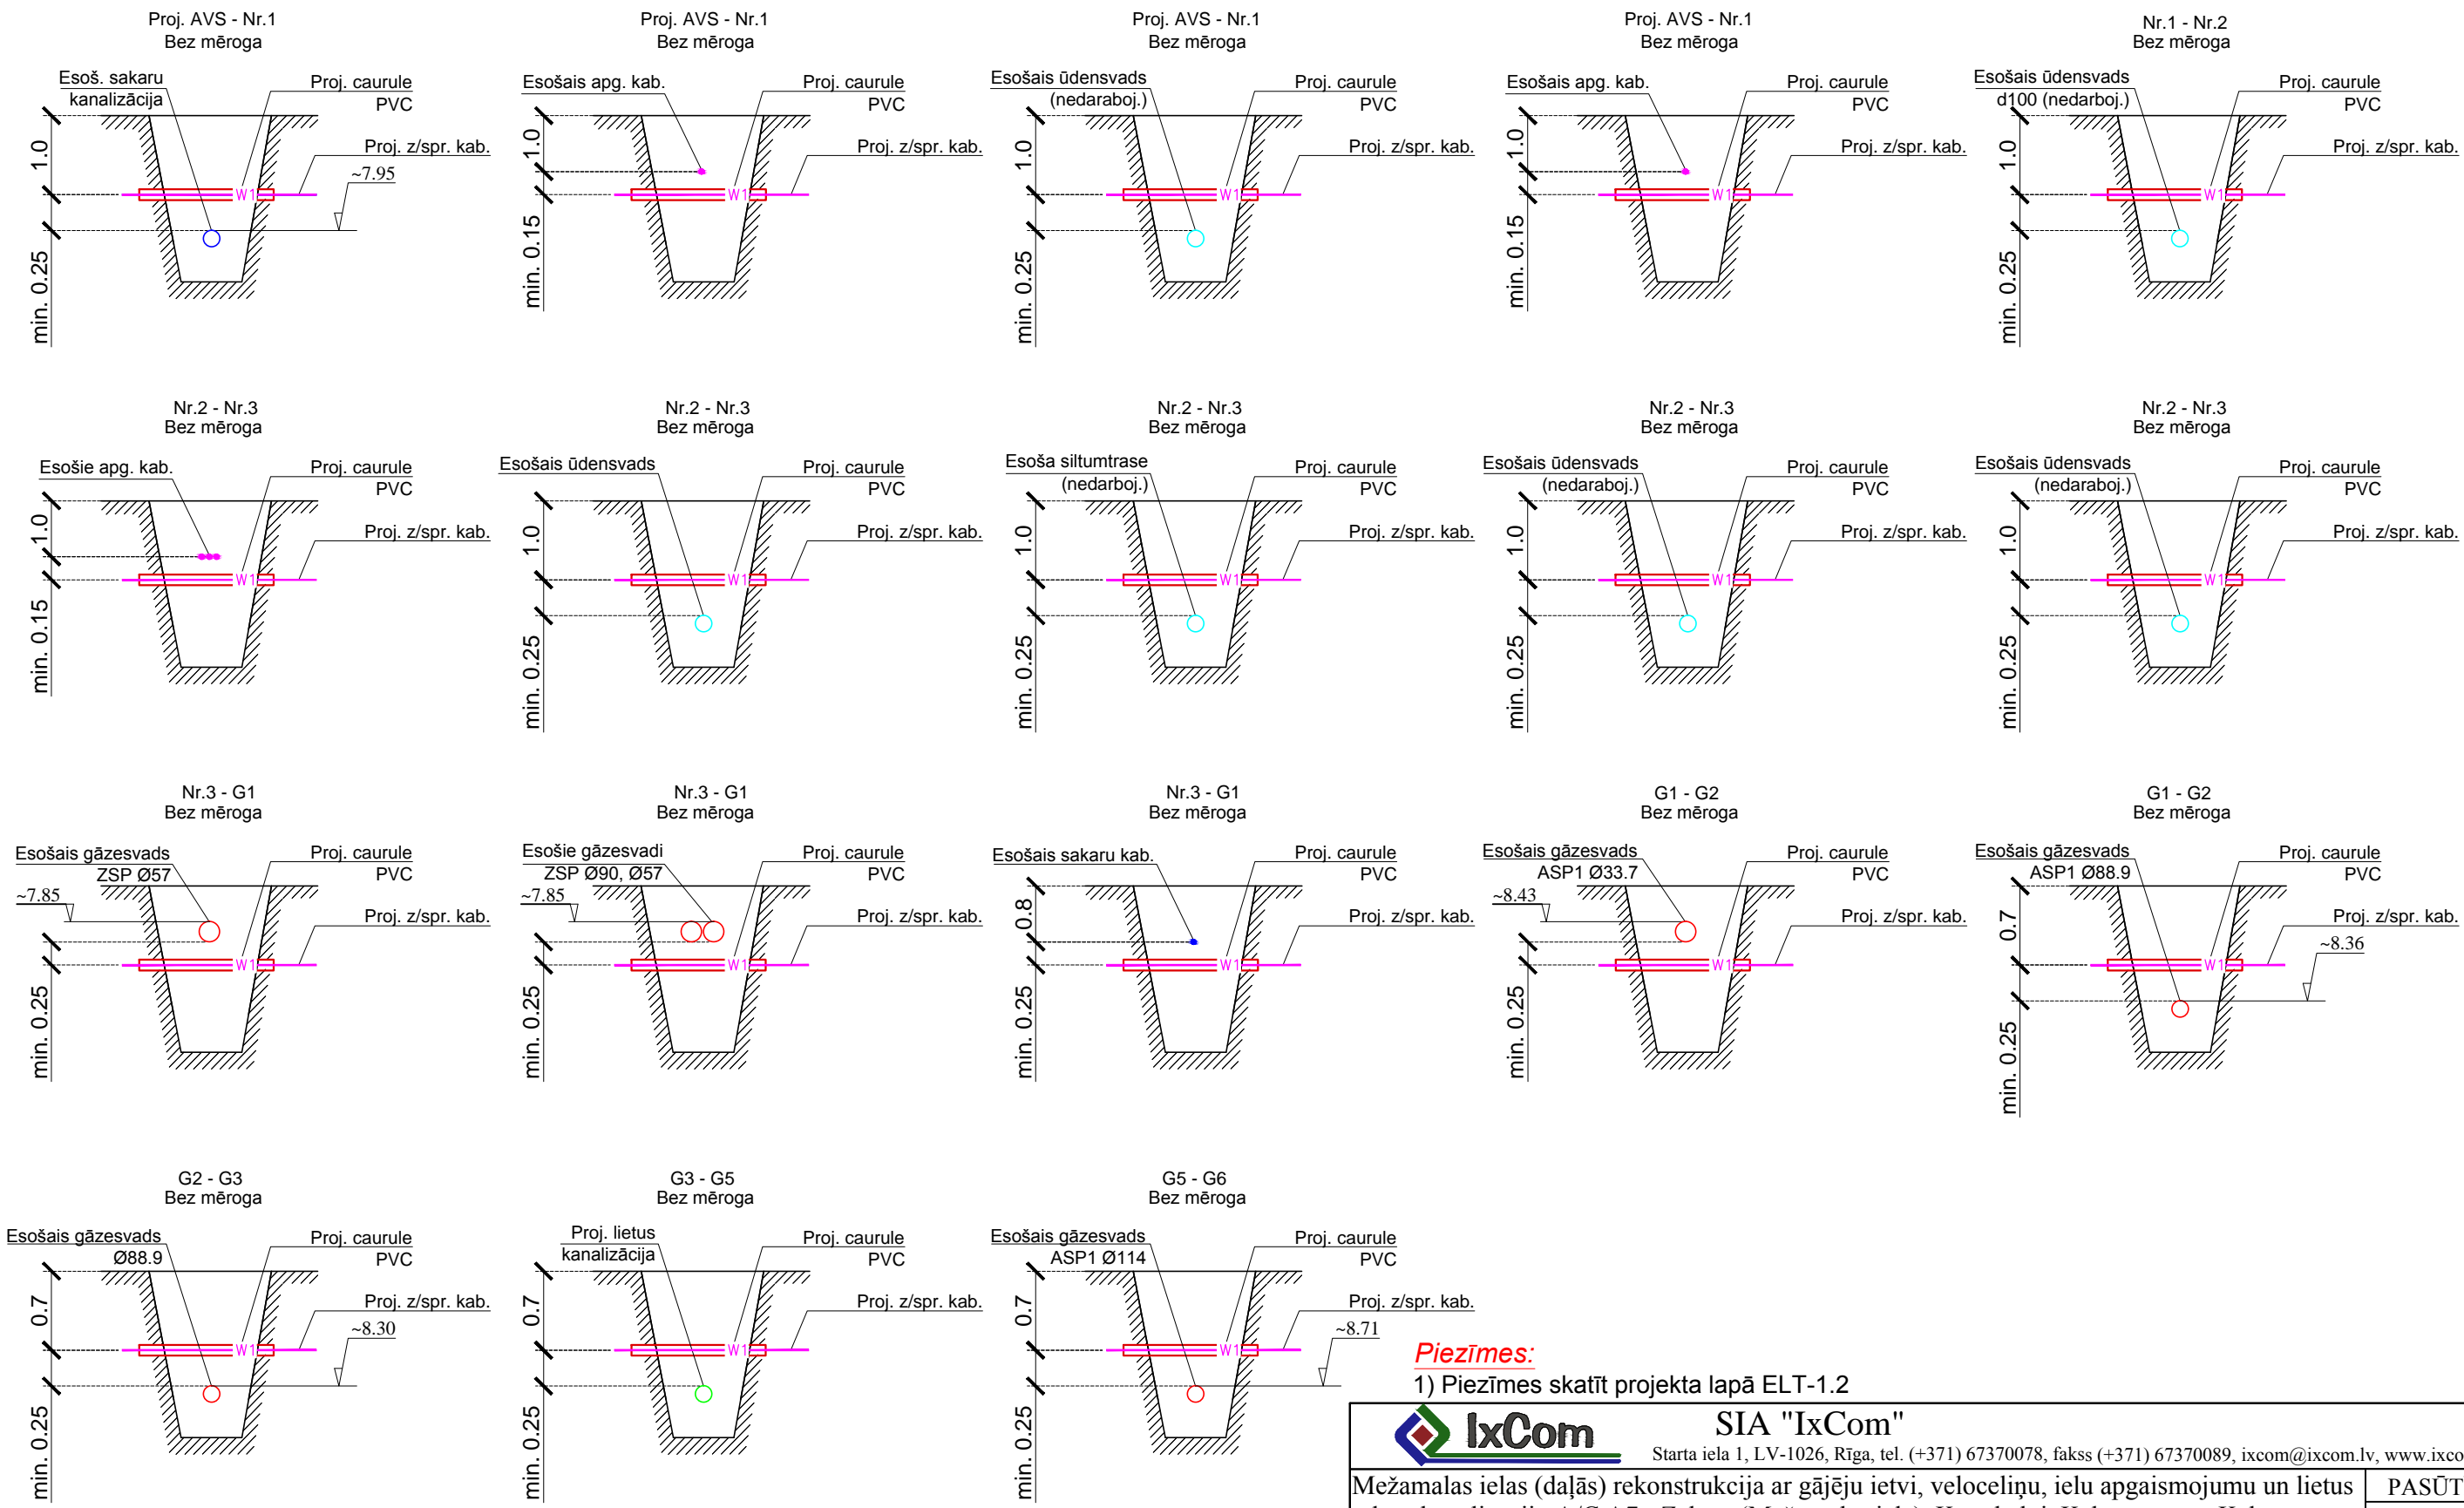 Proj. AVS - Nr.1
Bez mēroga
Esoš. sakaru
kanalizācija
Proj. caurule
PVC
Proj. z/spr. kab.
~7.95
1.0
min. 0.25
W1
Proj. AVS - Nr.1
Bez mēroga
Esošais apg. kab.
Proj. caurule
PVC
Proj. z/spr. kab.
1.0
min. 0.15
W1
Proj. AVS - Nr.1
Bez mēroga
Esošais ūdensvads
(nedaraboj.)
Proj. caurule
PVC
Proj. z/spr. kab.
1.0
min. 0.25
W1
Proj. AVS - Nr.1
Bez mēroga
Esošais apg. kab.
Proj. caurule
PVC
Proj. z/spr. kab.
1.0
min. 0.15
W1
Nr.1 - Nr.2
Bez mēroga
Esošais ūdensvads
d100 (nedarboj.)
Proj. caurule
PVC
Proj. z/spr. kab.
1.0
min. 0.25
W1
Nr.2 - Nr.3
Bez mēroga
Esošie apg. kab.
Proj. caurule
PVC
Proj. z/spr. kab.
1.0
min. 0.15
W1
Nr.2 - Nr.3
Bez mēroga
Esošais ūdensvads
Proj. caurule
PVC
Proj. z/spr. kab.
1.0
min. 0.25
W1
Nr.2 - Nr.3
Bez mēroga
Esoša siltumtrase
(nedarboj.)
Proj. caurule
PVC
Proj. z/spr. kab.
1.0
min. 0.25
W1
Nr.2 - Nr.3
Bez mēroga
Esošais ūdensvads
(nedaraboj.)
Proj. caurule
PVC
Proj. z/spr. kab.
1.0
min. 0.25
W1
Nr.2 - Nr.3
Bez mēroga
Esošais ūdensvads
(nedaraboj.)
Proj. caurule
PVC
Proj. z/spr. kab.
1.0
min. 0.25
W1
Nr.3 - G1
Bez mēroga
Esošais gāzesvads
ZSP Ø57
~7.85
Proj. caurule
PVC
Proj. z/spr. kab.
min. 0.25
W1
Nr.3 - G1
Bez mēroga
Esošie gāzesvadi
ZSP Ø90, Ø57
~7.85
Proj. caurule
PVC
Proj. z/spr. kab.
min. 0.25
W1
Nr.3 - G1
Bez mēroga
Esošais sakaru kab.
Proj. caurule
PVC
Proj. z/spr. kab.
0.8
min. 0.25
W1
G1 - G2
Bez mēroga
Esošais gāzesvads
ASP1 Ø33.7
~8.43
Proj. caurule
PVC
Proj. z/spr. kab.
min. 0.25
W1
G1 - G2
Bez mēroga
Esošais gāzesvads
ASP1 Ø88.9
Proj. caurule
PVC
Proj. z/spr. kab.
~8.36
0.7
min. 0.25
W1
G2 - G3
Bez mēroga
Esošais gāzesvads
Ø88.9
Proj. caurule
PVC
Proj. z/spr. kab.
~8.30
0.7
min. 0.25
W1
G3 - G5
Bez mēroga
Proj. lietus
kanalizācija
Proj. caurule
PVC
Proj. z/spr. kab.
0.7
min. 0.25
W1
G5 - G6
Bez mēroga
Esošais gāzesvads
ASP1 Ø114
Proj. caurule
PVC
Proj. z/spr. kab.
~8.71
0.7
min. 0.25
W1
Piezīmes:
1) Piezīmes skatīt projekta lapā ELT-1.2
IxCom
SIA "IxCom"
Starta iela 1, LV-1026, Rīga, tel. (+371) 67370078, fakss (+371) 67370089, ixcom@ixcom.lv, www.ixco
Mežamalas ielas (daļās) rekonstrukcija ar gājēju ietvi, veloceliņu, ielu apgaismojumu un lietus
PASŪT